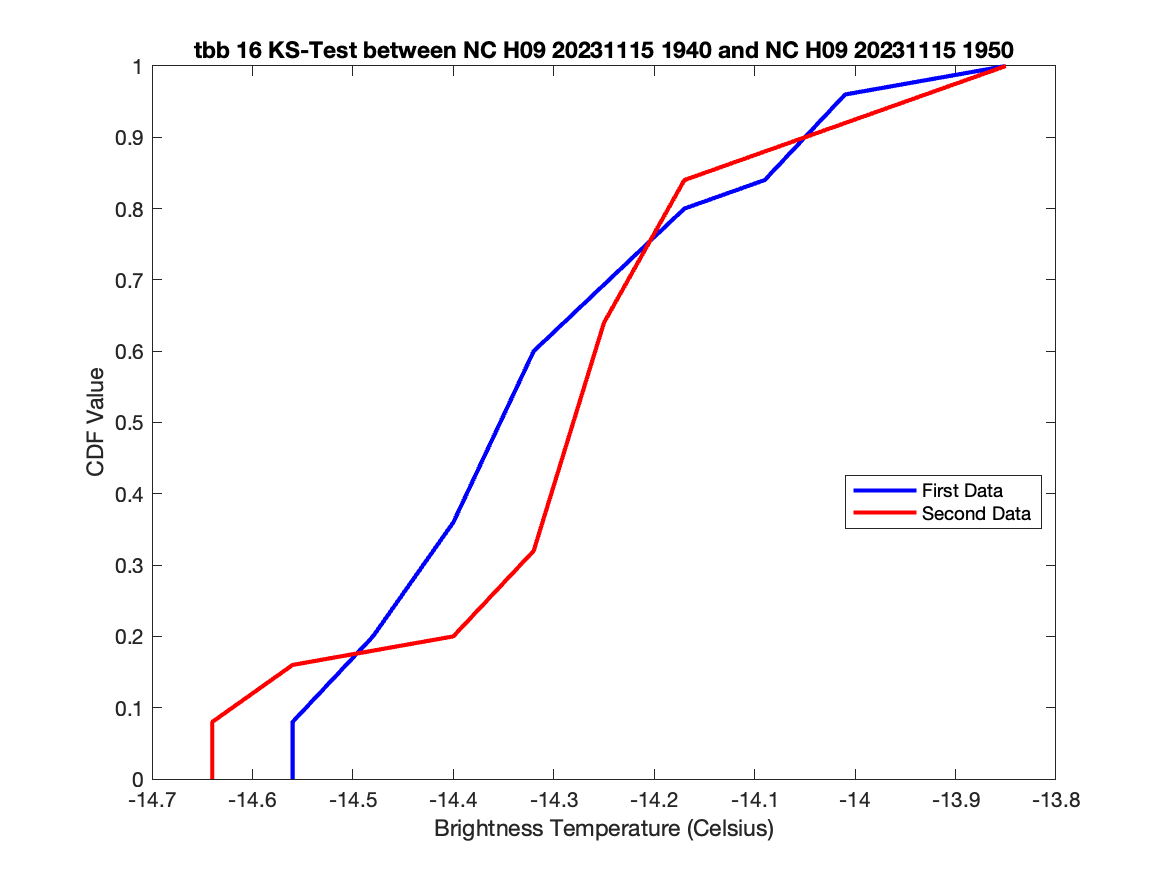 tbb 16 KS-Test between NC H09 20231115 1940 and NC H09 20231115 1950
1
0.9
0.8
0.7
0.6
0.5
0.4
0.3
0.2
0.1
0
CDF Value
First Data
Second Data
-14.7 -14.6 -14.5 -14.4 -14.3 -14.2 -14.1 -14 -13.9 -13.8
Brightness Temperature (Celsius)